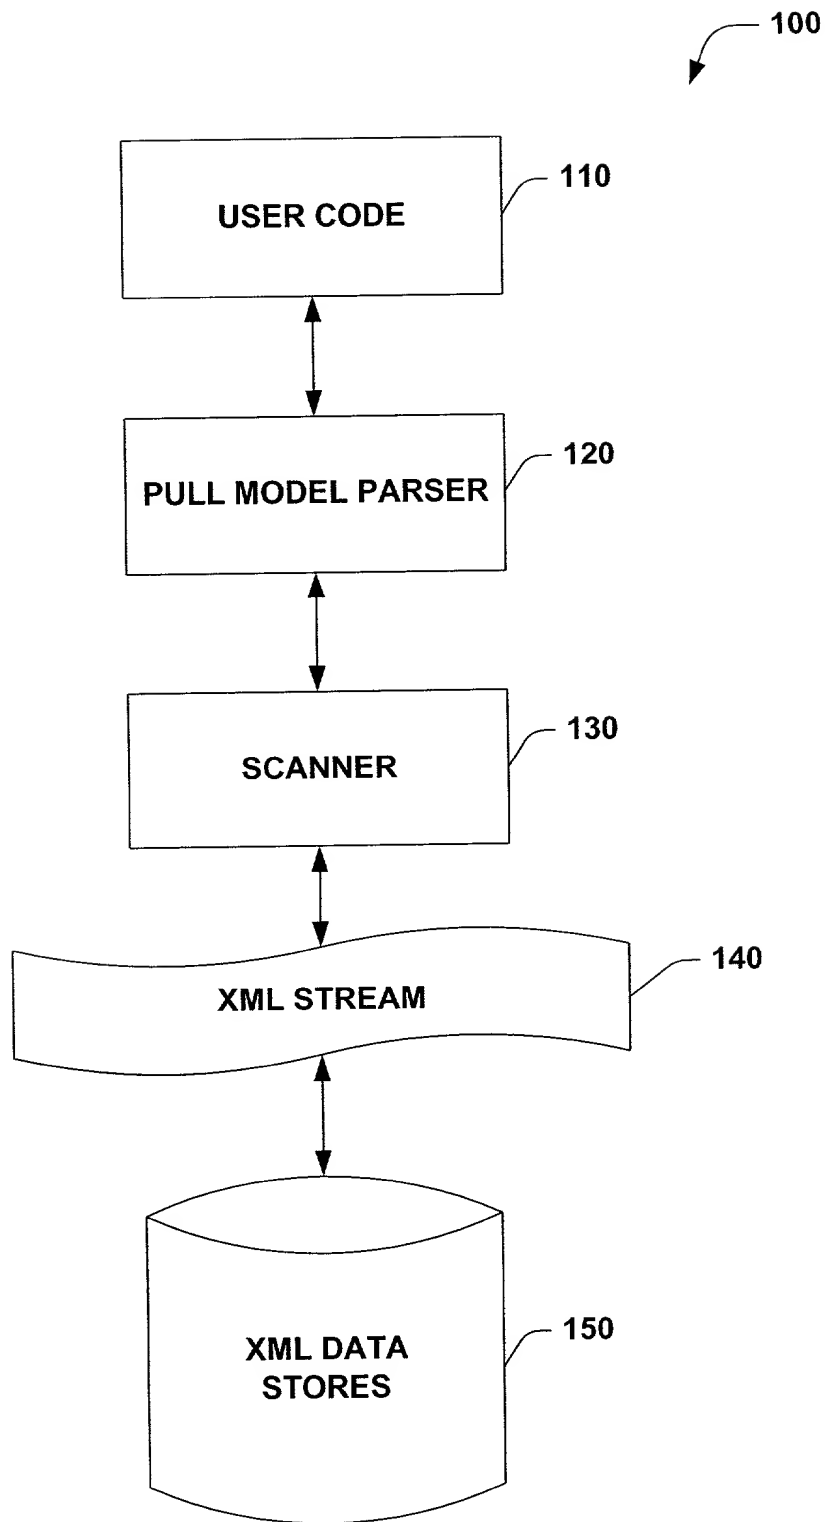 100
USER CODE
110
PULL MODEL PARSER
120
SCANNER
130
XML STREAM
140
XML DATA
STORES
150